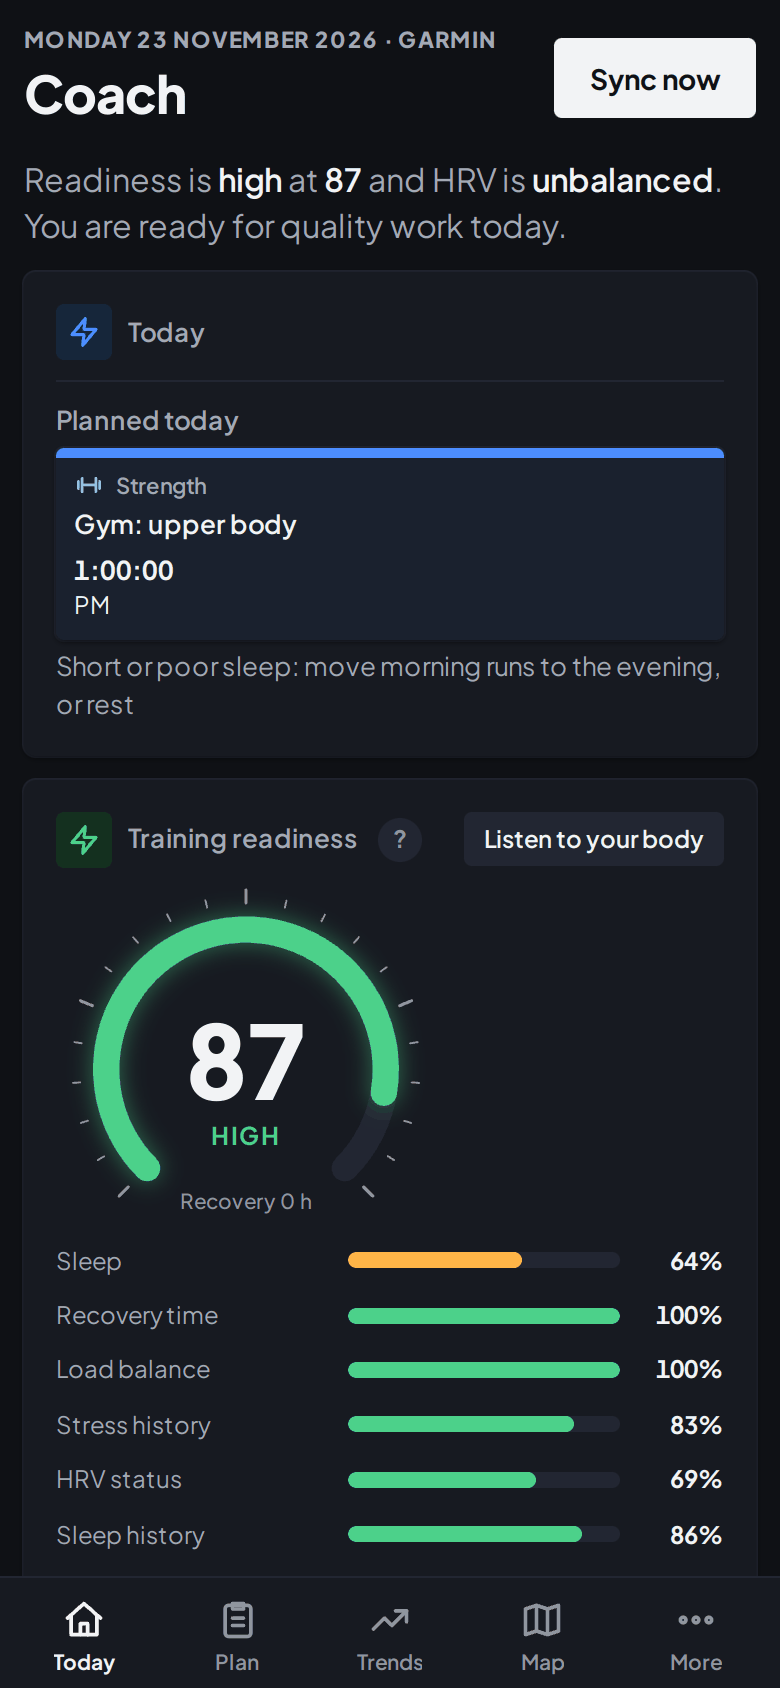 MONDAY 23 NOVEMBER 2026 · GARMIN
Coach
Sync now
Readiness is high at 87 and HRV is unbalanced.
You are ready for quality work today.
Today
Planned today
Strength
Gym: upper body
1:00:00
PM
Short or poor sleep: move morning runs to the evening,
or rest
Training readiness
?
Listen to your body
87
HIGH
Recovery 0 h
Sleep 64%
Recovery time 100%
Load balance 100%
Stress history 83%
HRV status 69%
Sleep history 86%
Today Plan Trends Map More